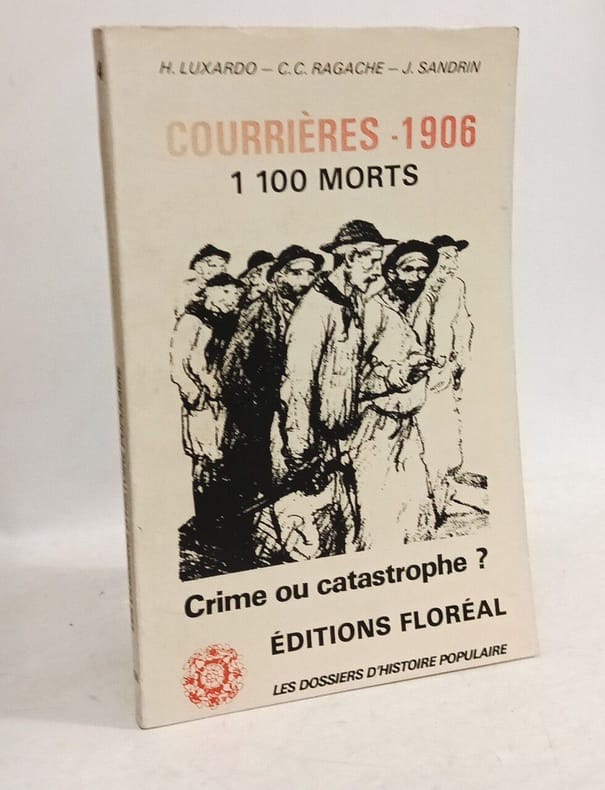 H. LUXARDO – C.C. RAGACHE – J. SANDRIN
COURRIÈRES - 1906
1 100 MORTS
Crime ou catastrophe ?
ÉDITIONS FLORÉAL
LES DOSSIERS D'HISTOIRE POPULAIRE